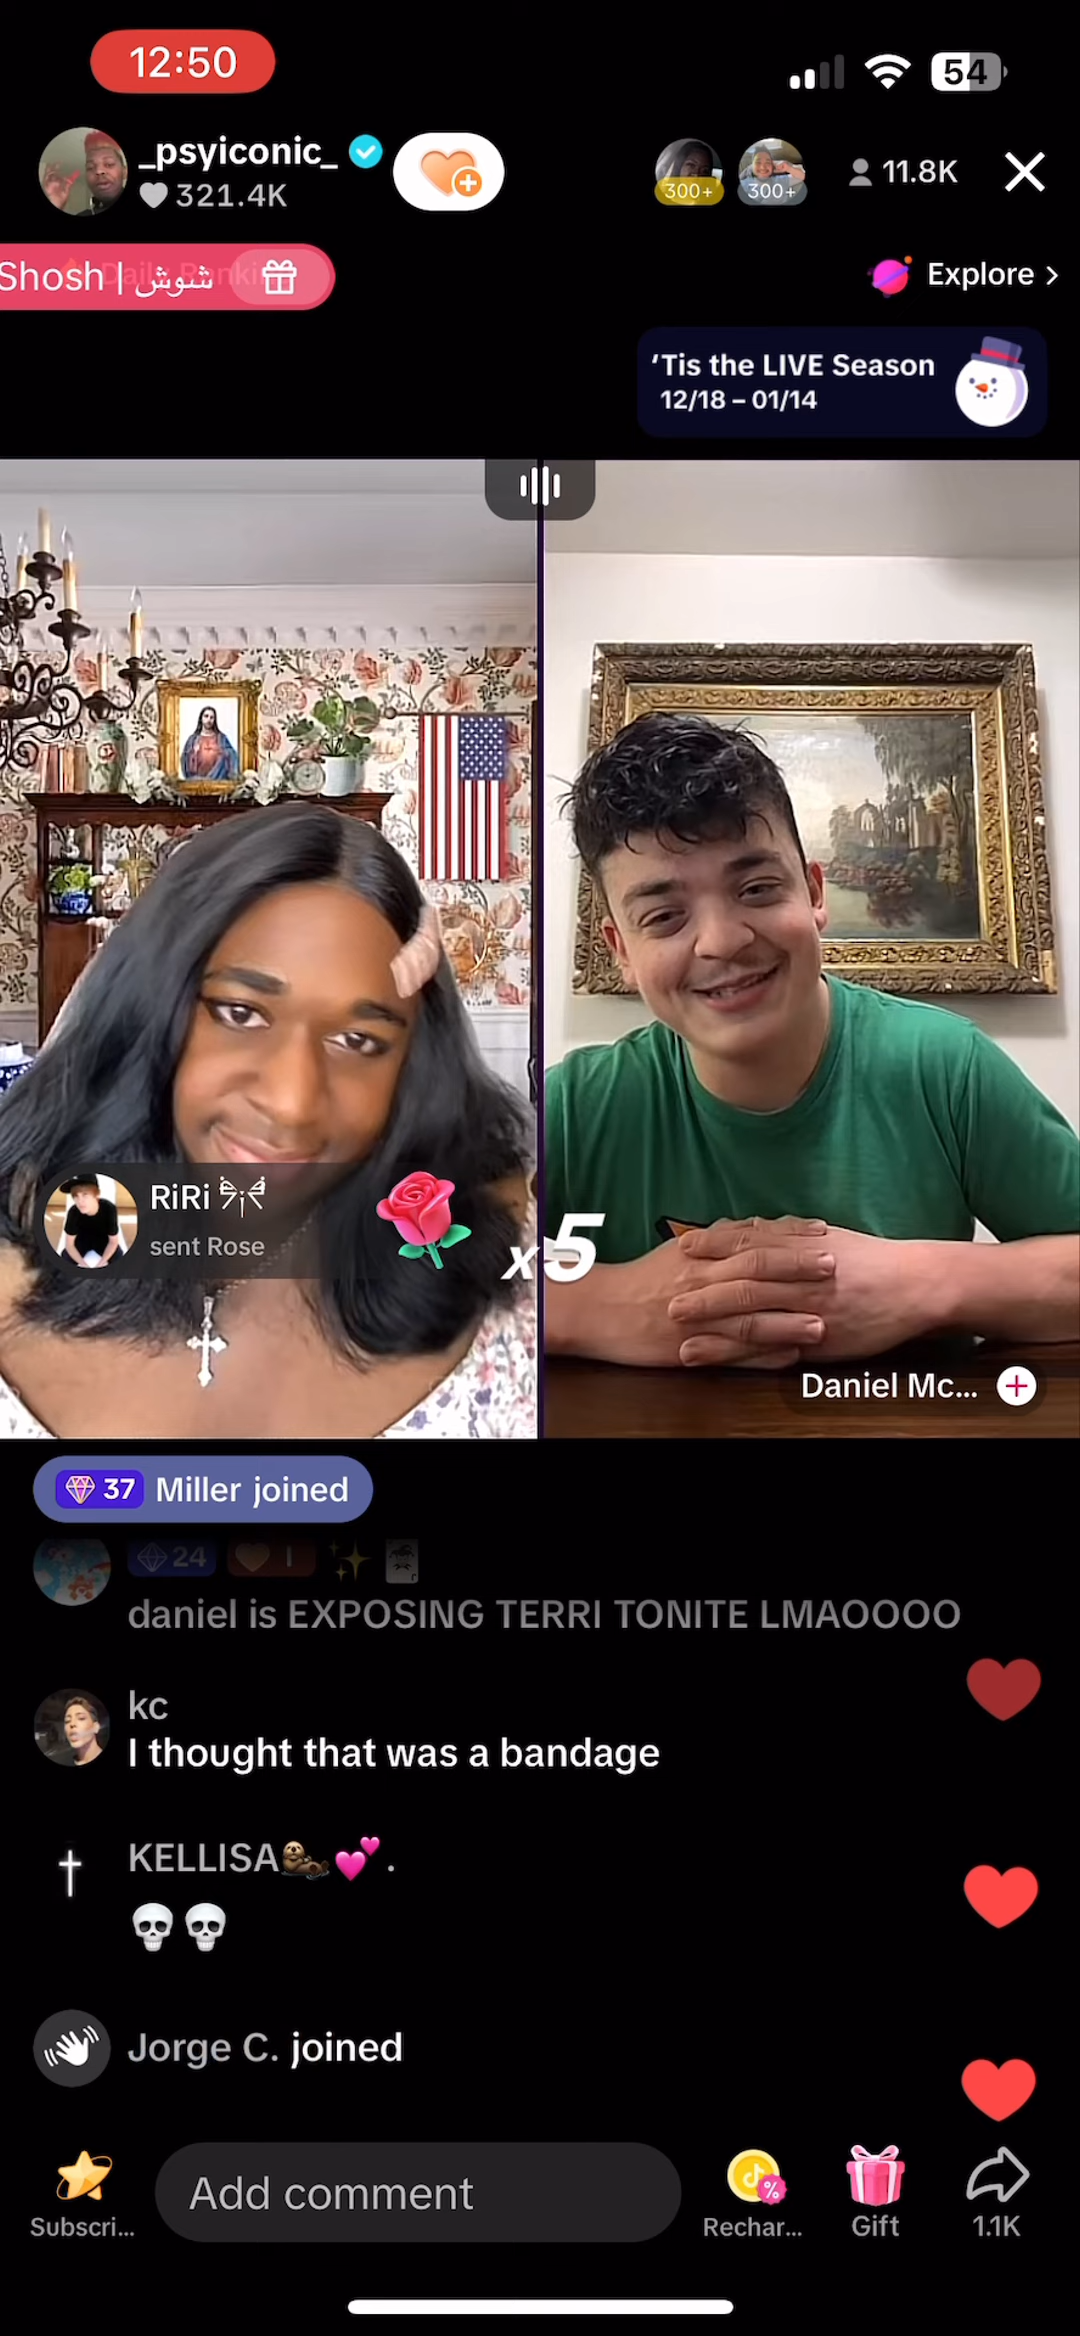 12:50
54
_psyiconic_
321.4K
300+
300+
11.8K
Shosh | شوش
Explore >
'Tis the LIVE Season
12/18 – 01/14
RiRi
sent Rose
x5
Daniel Mc...
37 Miller joined
24 I
daniel is EXPOSING TERRI TONITE LMAOOOO
kc
I thought that was a bandage
KELLISA🦦💕.
💀💀
Jorge C. joined
Subscri...
Add comment
Rechar...
Gift
1.1K